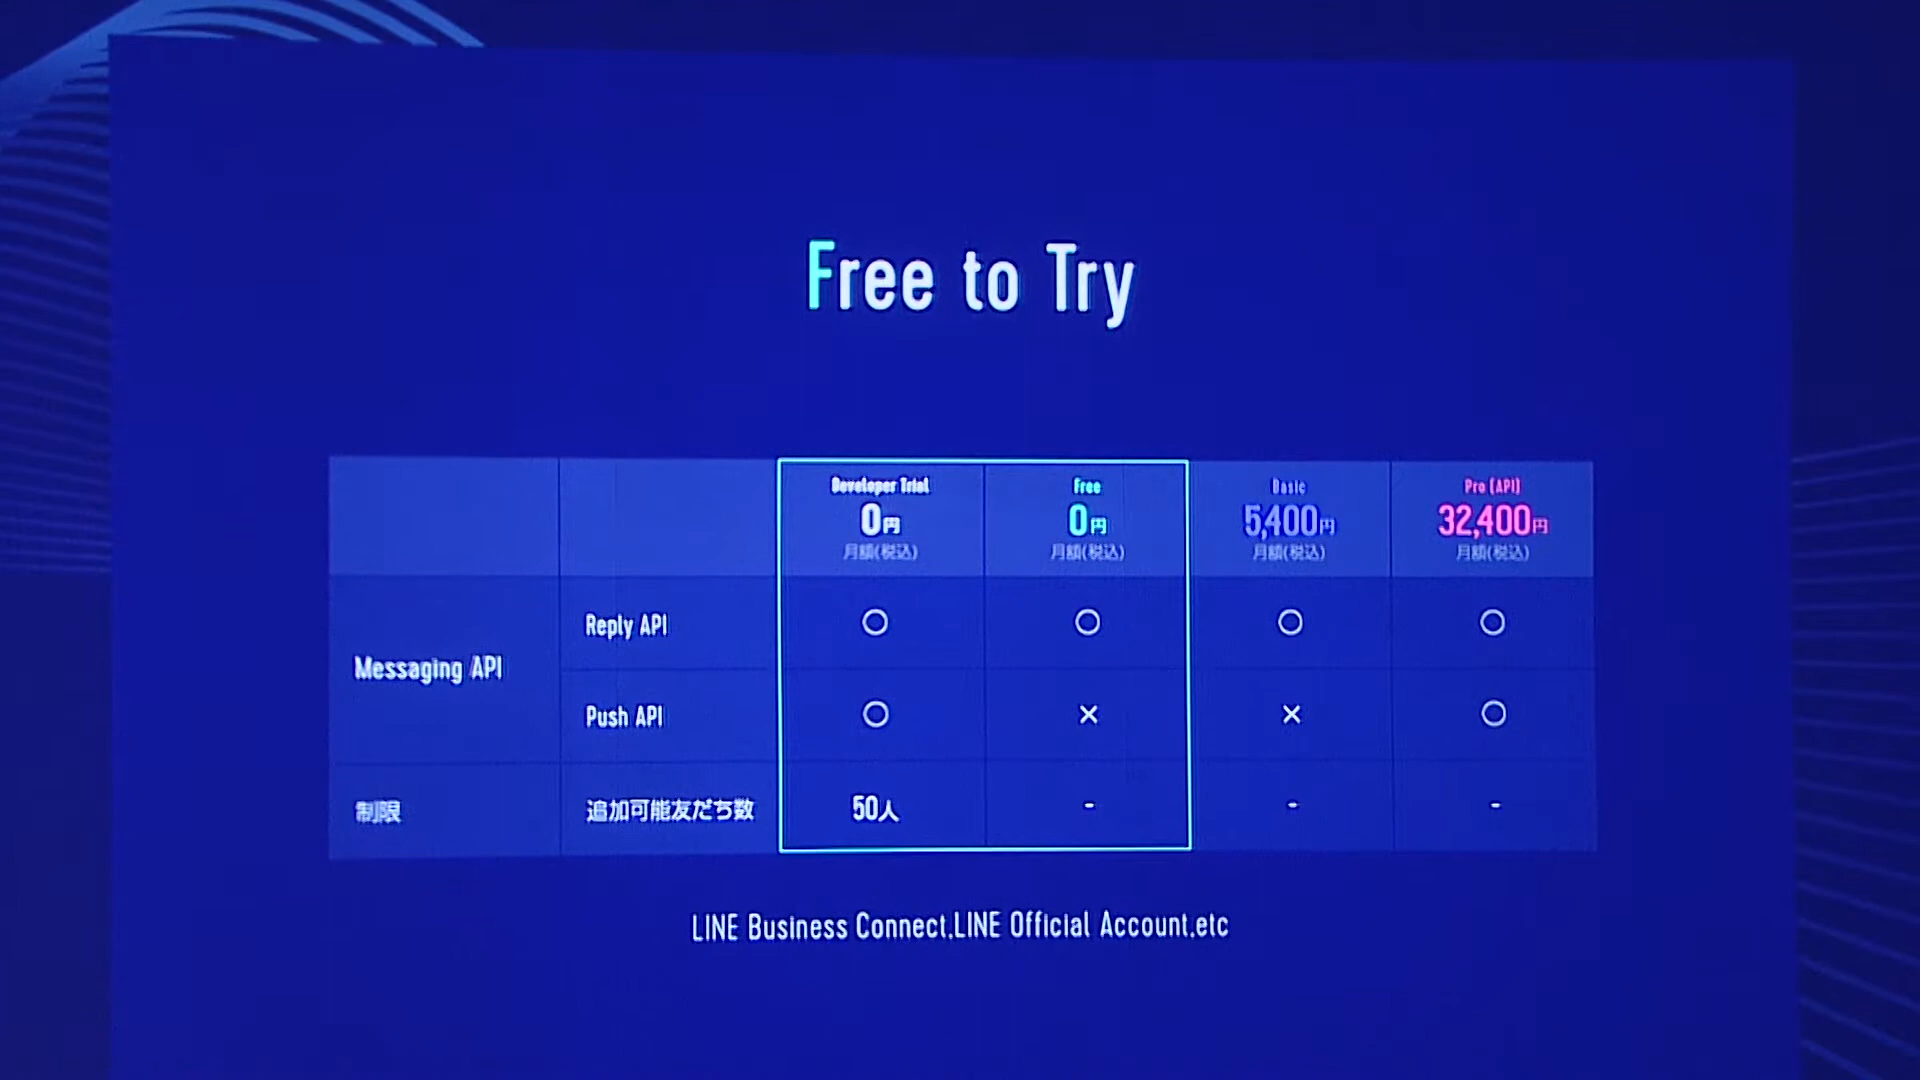 Free to Try
Developer Trial Free Basic Pro (API)
0円 0円 5,400円 32,400円
月額(税込) 月額(税込) 月額(税込) 月額(税込)
Messaging API
Reply API ○ ○ ○ ○
Push API ○ × × ○
制限 追加可能友だち数 50人 - - -
LINE Business Connect,LINE Official Account,etc